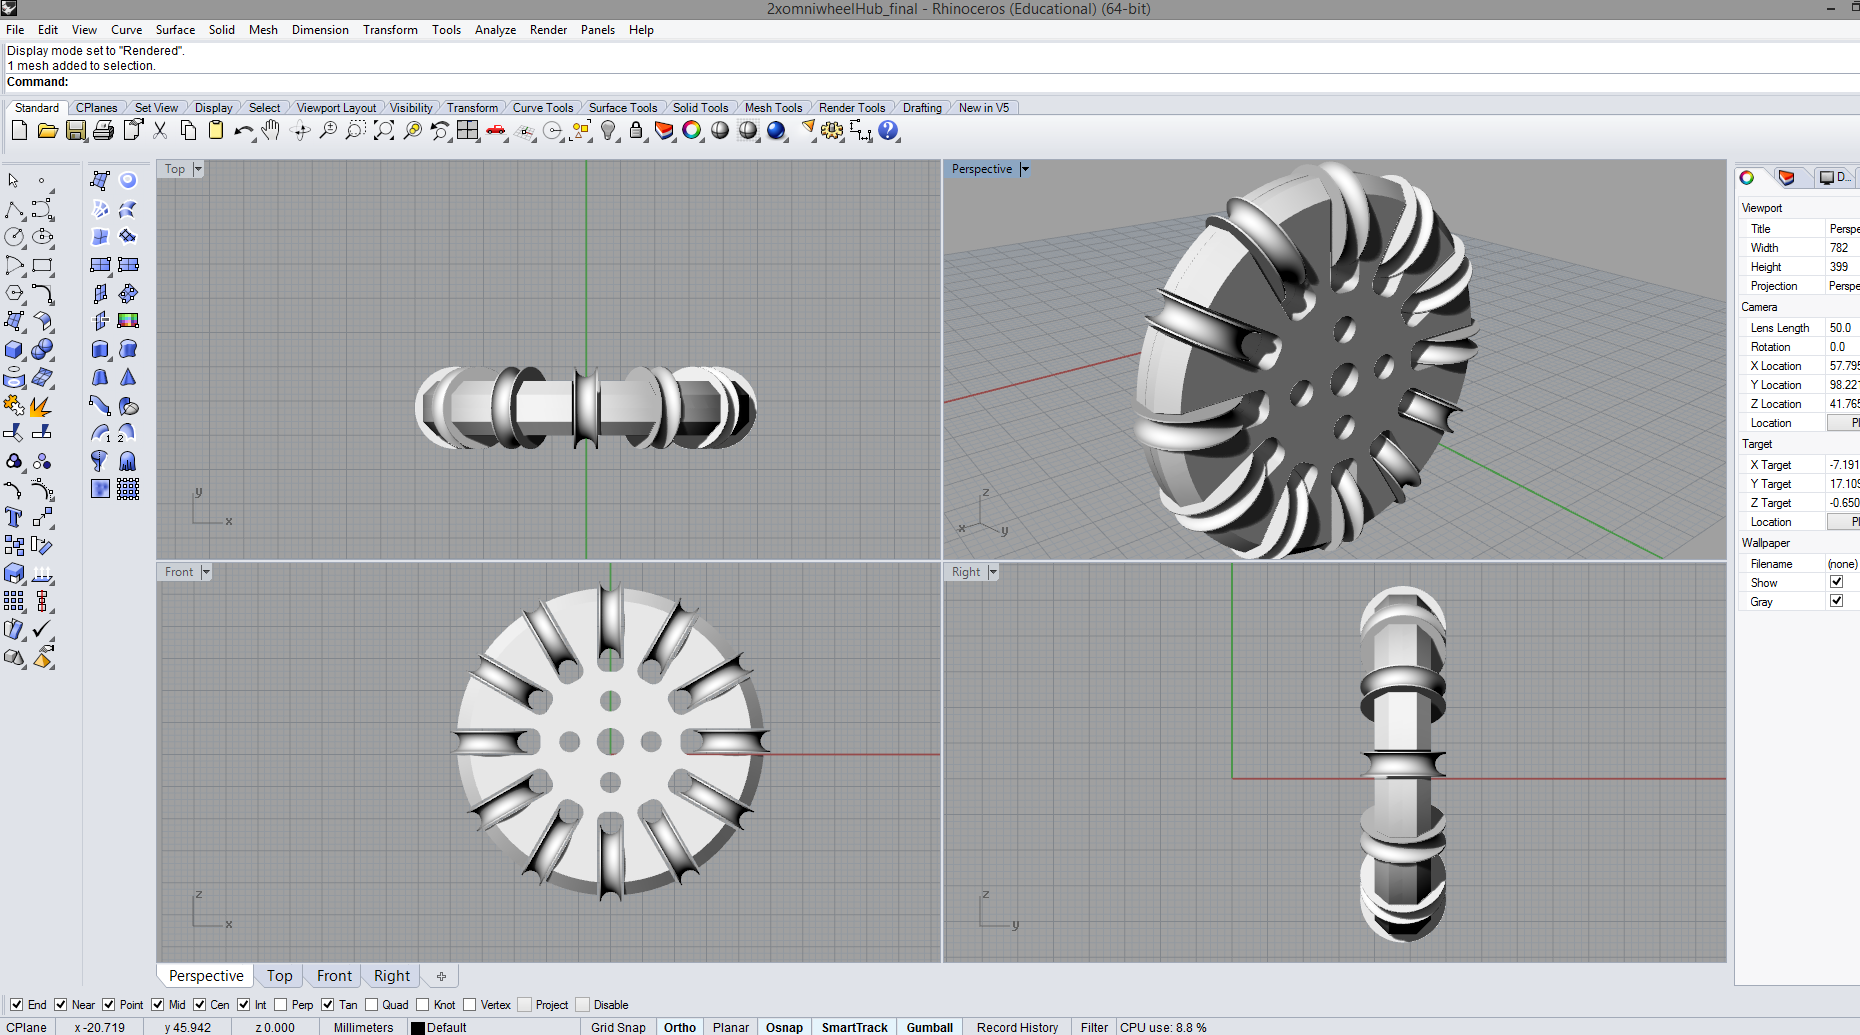 2xomniwheelHub_final - Rhinoceros (Educational) (64-bit)
File Edit View Curve Surface Solid Mesh Dimension Transform Tools Analyze Render Panels Help
Display mode set to "Rendered".
1 mesh added to selection.
Command:
Standard CPlanes Set View Display Select Viewport Layout Visibility Transform Curve Tools Surface Tools Solid Tools Mesh Tools Render Tools Drafting New in V5
Top
y
x
Perspective
z
x
y
Front
z
x
Right
z
y
D...
Viewport
Title Perspe
Width 782
Height 399
Projection Perspe
Camera
Lens Length 50.0
Rotation 0.0
X Location 57.795
Y Location 98.221
Z Location 41.765
Location Pl
Target
X Target -7.191
Y Target 17.109
Z Target -0.650
Location Pl
Wallpaper
Filename (none)
Show
Gray
Perspective Top Front Right
End Near Point Mid Cen Int Perp Tan Quad Knot Vertex Project Disable
CPlane x -20.719 y 45.942 z 0.000 Millimeters Default Grid Snap Ortho Planar Osnap SmartTrack Gumball Record History Filter CPU use: 8.8 %